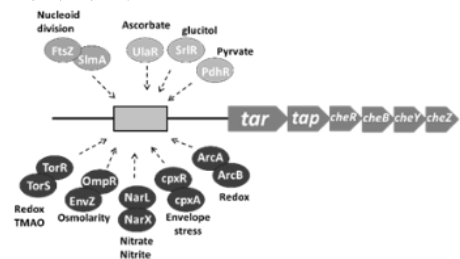 Nucleoid
division
FtsZ
SlmA
Ascorbate
UlaR
glucitol
SrlR
Pyrvate
PdhR
tar
tap
cheR
cheB
cheY
cheZ
TorR
TorS
Redox
TMAO
OmpR
EnvZ
Osmolarity
NarL
NarX
Nitrate
Nitrite
cpxR
cpxA
Envelope
stress
ArcA
ArcB
Redox